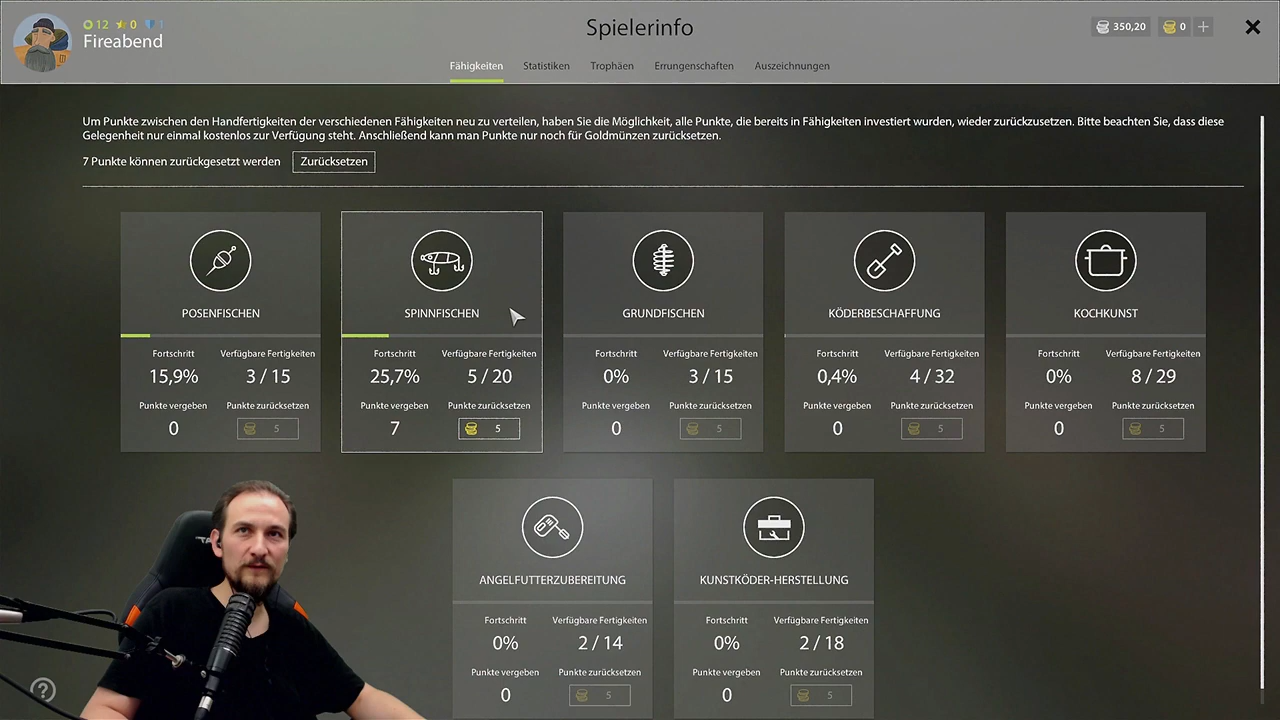 12 0 1
Fireabend
Spielerinfo
350,20 0 +
Fähigkeiten Statistiken Trophäen Errungenschaften Auszeichnungen
Um Punkte zwischen den Handfertigkeiten der verschiedenen Fähigkeiten neu zu verteilen, haben Sie die Möglichkeit, alle Punkte, die bereits in Fähigkeiten investiert wurden, wieder zurückzusetzen. Bitte beachten Sie, dass diese
Gelegenheit nur einmal kostenlos zur Verfügung steht. Anschließend kann man Punkte nur noch für Goldmünzen zurücksetzen.
7 Punkte können zurückgesetzt werden Zurücksetzen
POSENFISCHEN
Fortschritt Verfügbare Fertigkeiten
15,9% 3 / 15
Punkte vergeben Punkte zurücksetzen
0 5
SPINNFISCHEN
Fortschritt Verfügbare Fertigkeiten
25,7% 5 / 20
Punkte vergeben Punkte zurücksetzen
7 5
GRUNDFISCHEN
Fortschritt Verfügbare Fertigkeiten
0% 3 / 15
Punkte vergeben Punkte zurücksetzen
0 5
KÖDERBESCHAFFUNG
Fortschritt Verfügbare Fertigkeiten
0,4% 4 / 32
Punkte vergeben Punkte zurücksetzen
0 5
KOCHKUNST
Fortschritt Verfügbare Fertigkeiten
0% 8 / 29
Punkte vergeben Punkte zurücksetzen
0 5
ANGELFUTTERZUBEREITUNG
Fortschritt Verfügbare Fertigkeiten
0% 2 / 14
Punkte vergeben Punkte zurücksetzen
0 5
KUNSTKÖDER-HERSTELLUNG
Fortschritt Verfügbare Fertigkeiten
0% 2 / 18
Punkte vergeben Punkte zurücksetzen
0 5
?